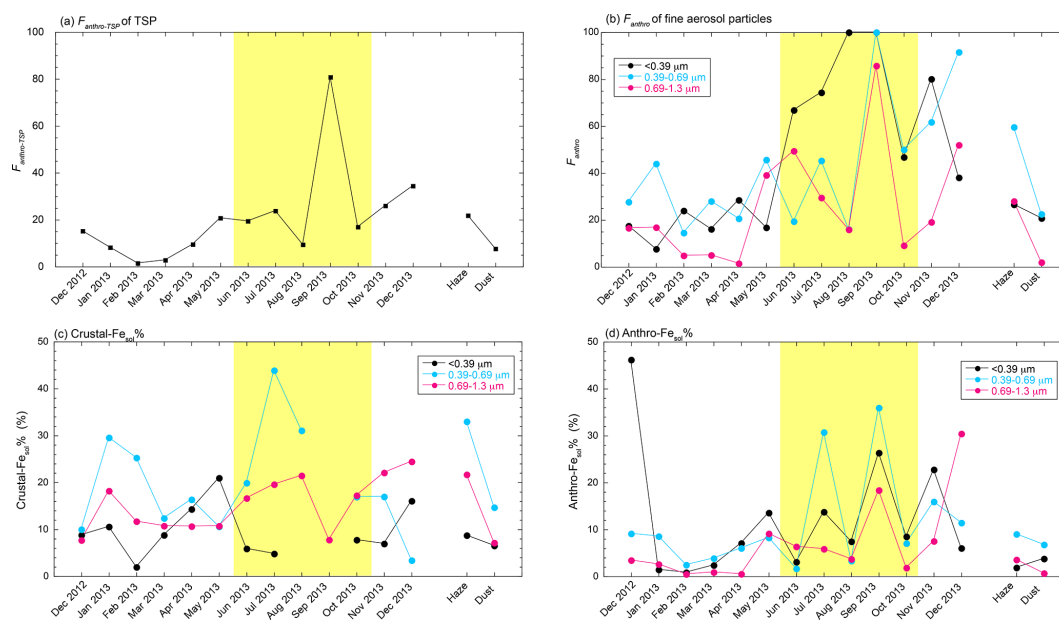 (a) F_anthro-TSP of TSP
100
80
60
40
20
0
F_anthro-TSP
Dec 2012
Jan 2013
Feb 2013
Mar 2013
Apr 2013
May 2013
Jun 2013
Jul 2013
Aug 2013
Sep 2013
Oct 2013
Nov 2013
Dec 2013
Haze
Dust
(b) F_anthro of fine aerosol particles
<0.39 μm
0.39-0.69 μm
0.69-1.3 μm
100
80
60
40
20
0
F_anthro
Dec 2012
Jan 2013
Feb 2013
Mar 2013
Apr 2013
May 2013
Jun 2013
Jul 2013
Aug 2013
Sep 2013
Oct 2013
Nov 2013
Dec 2013
Haze
Dust
(c) Crustal-Fe_sol%
<0.39 μm
0.39-0.69 μm
0.69-1.3 μm
50
40
30
20
10
0
Crustal-Fe_sol% (%)
Dec 2012
Jan 2013
Feb 2013
Mar 2013
Apr 2013
May 2013
Jun 2013
Jul 2013
Aug 2013
Sep 2013
Oct 2013
Nov 2013
Dec 2013
Haze
Dust
(d) Anthro-Fe_sol%
<0.39 μm
0.39-0.69 μm
0.69-1.3 μm
50
40
30
20
10
0
Anthro-Fe_sol% (%)
Dec 2012
Jan 2013
Feb 2013
Mar 2013
Apr 2013
May 2013
Jun 2013
Jul 2013
Aug 2013
Sep 2013
Oct 2013
Nov 2013
Dec 2013
Haze
Dust